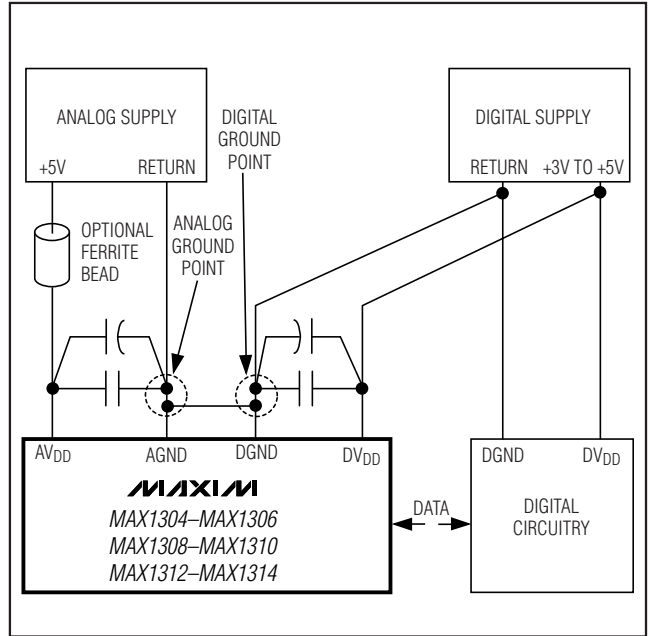 ANALOG SUPPLY
+5V
RETURN
DIGITAL
GROUND
POINT
DIGITAL SUPPLY
RETURN
+3V TO +5V
OPTIONAL
FERRITE
BEAD
ANALOG
GROUND
POINT
AVDD
AGND
DGND
DVDD
MAXIM
MAX1304–MAX1306
MAX1308–MAX1310
MAX1312–MAX1314
DATA
DGND
DVDD
DIGITAL
CIRCUITRY